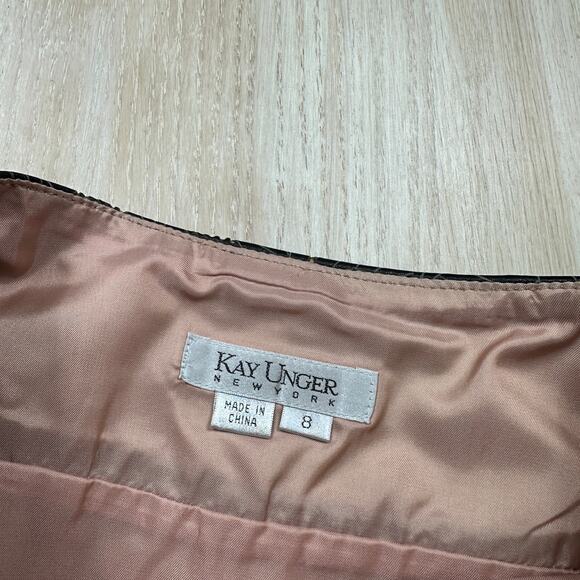 KAY UNGER
NEW YORK
MADE IN
CHINA
8